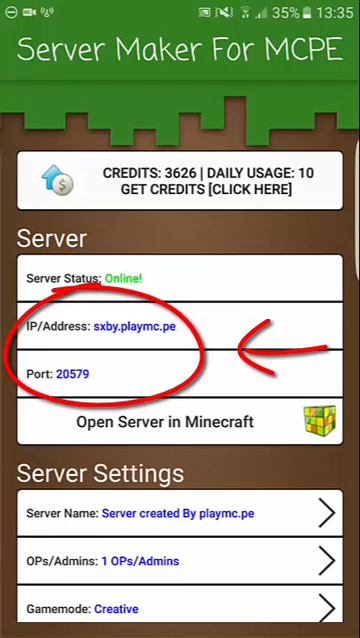 35% 13:35
Server Maker For MCPE
CREDITS: 3626 | DAILY USAGE: 10
GET CREDITS [CLICK HERE]
Server
Server Status: Online!
IP/Address: sxby.playmc.pe
Port: 20579
Open Server in Minecraft
Server Settings
Server Name: Server created By playmc.pe
OPs/Admins: 1 OPs/Admins
Gamemode: Creative